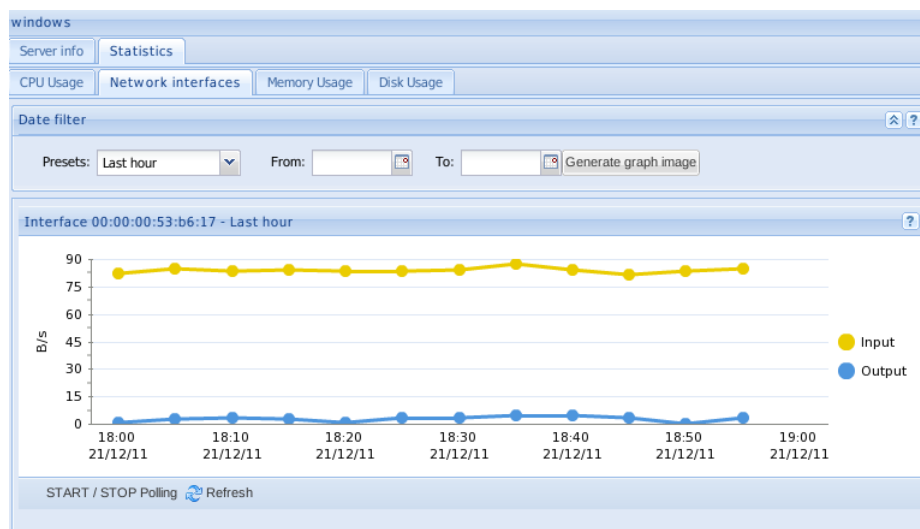 windows
Server info Statistics
CPU Usage Network interfaces Memory Usage Disk Usage
Date filter ?
Presets: Last hour From: To: Generate graph image
Interface 00:00:00:53:b6:17 - Last hour ?
90
75
60
45
30
15
0
B/s
Input
Output
18:00 18:10 18:20 18:30 18:40 18:50 19:00
21/12/11 21/12/11 21/12/11 21/12/11 21/12/11 21/12/11 21/12/11
START / STOP Polling Refresh